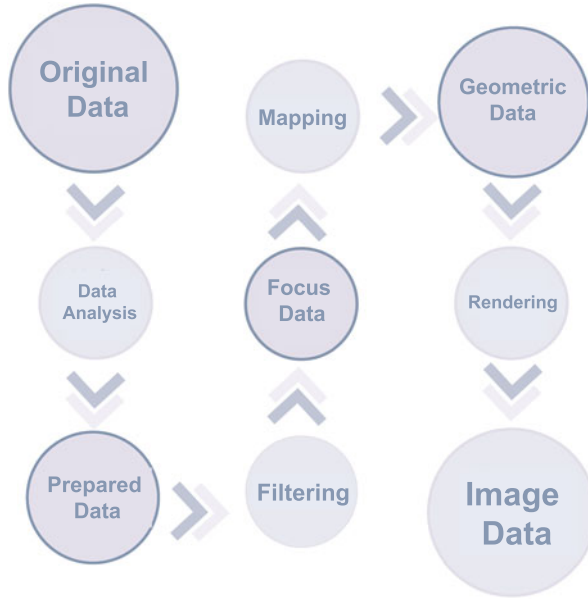 Original
Data
Data
Analysis
Prepared
Data
Filtering
Focus
Data
Mapping
Geometric
Data
Rendering
Image
Data